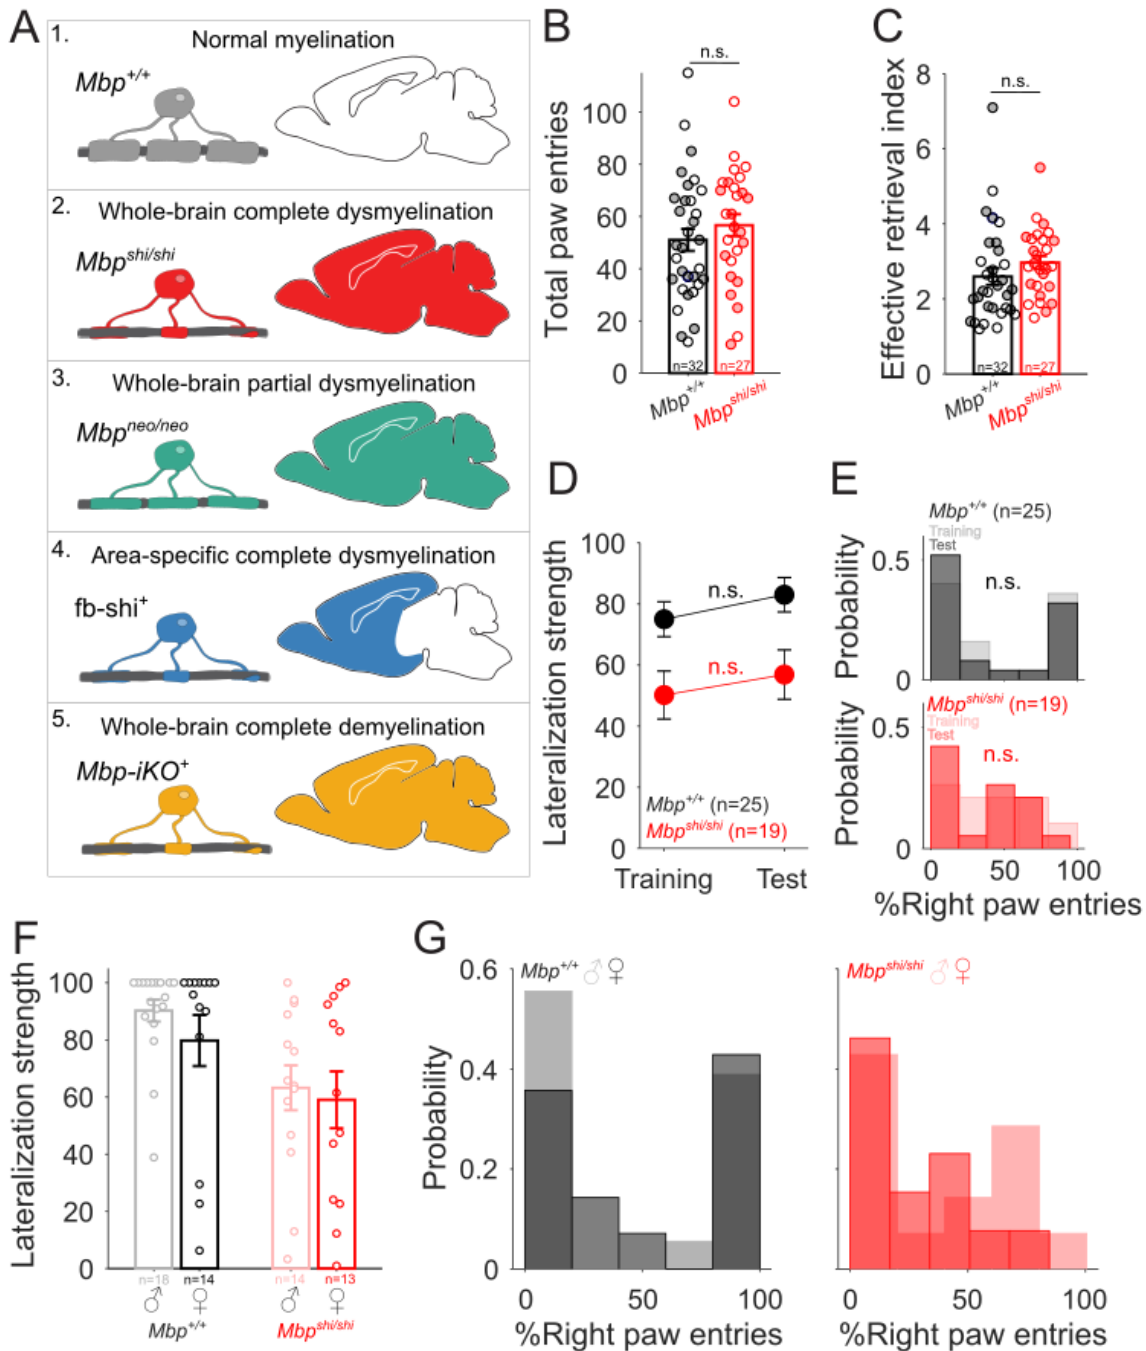 A
1.
Normal myelination
Mbp+/+
2.
Whole-brain complete dysmyelination
Mbpshi/shi
3.
Whole-brain partial dysmyelination
Mbpneo/neo
4.
Area-specific complete dysmyelination
fb-shi+
5.
Whole-brain complete demyelination
Mbp-iKO+
B
Total paw entries
100
80
60
40
20
0
n.s.
n=32
n=27
Mbp+/+
Mbpshi/shi
C
Effective retrieval index
8
6
4
2
0
n.s.
n=32
n=27
Mbp+/+
Mbpshi/shi
D
Lateralization strength
100
80
60
40
20
0
n.s.
n.s.
Mbp+/+ (n=25)
Mbpshi/shi (n=19)
Training
Test
E
Mbp+/+ (n=25)
Training
Test
n.s.
Probability
0.5
0
Mbpshi/shi (n=19)
Training
Test
n.s.
Probability
0.5
0
0
50
100
%Right paw entries
F
Lateralization strength
100
80
60
40
20
0
n=18
n=14
n=14
n=13
♂
♀
♂
♀
Mbp+/+
Mbpshi/shi
G
Probability
0.6
0.4
0.2
0
Mbp+/+ ♂ ♀
0
50
100
%Right paw entries
Mbpshi/shi ♂ ♀
0
50
100
%Right paw entries